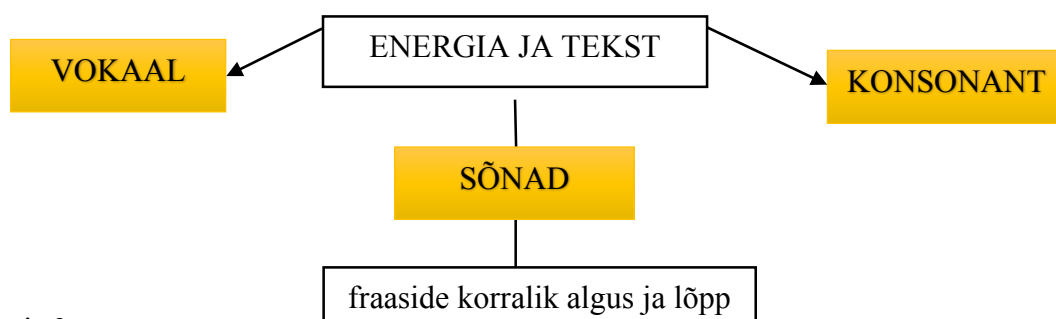 ENERGIA JA TEKST
VOKAAL
KONSONANT
SÕNAD
fraaside korralik algus ja lõpp